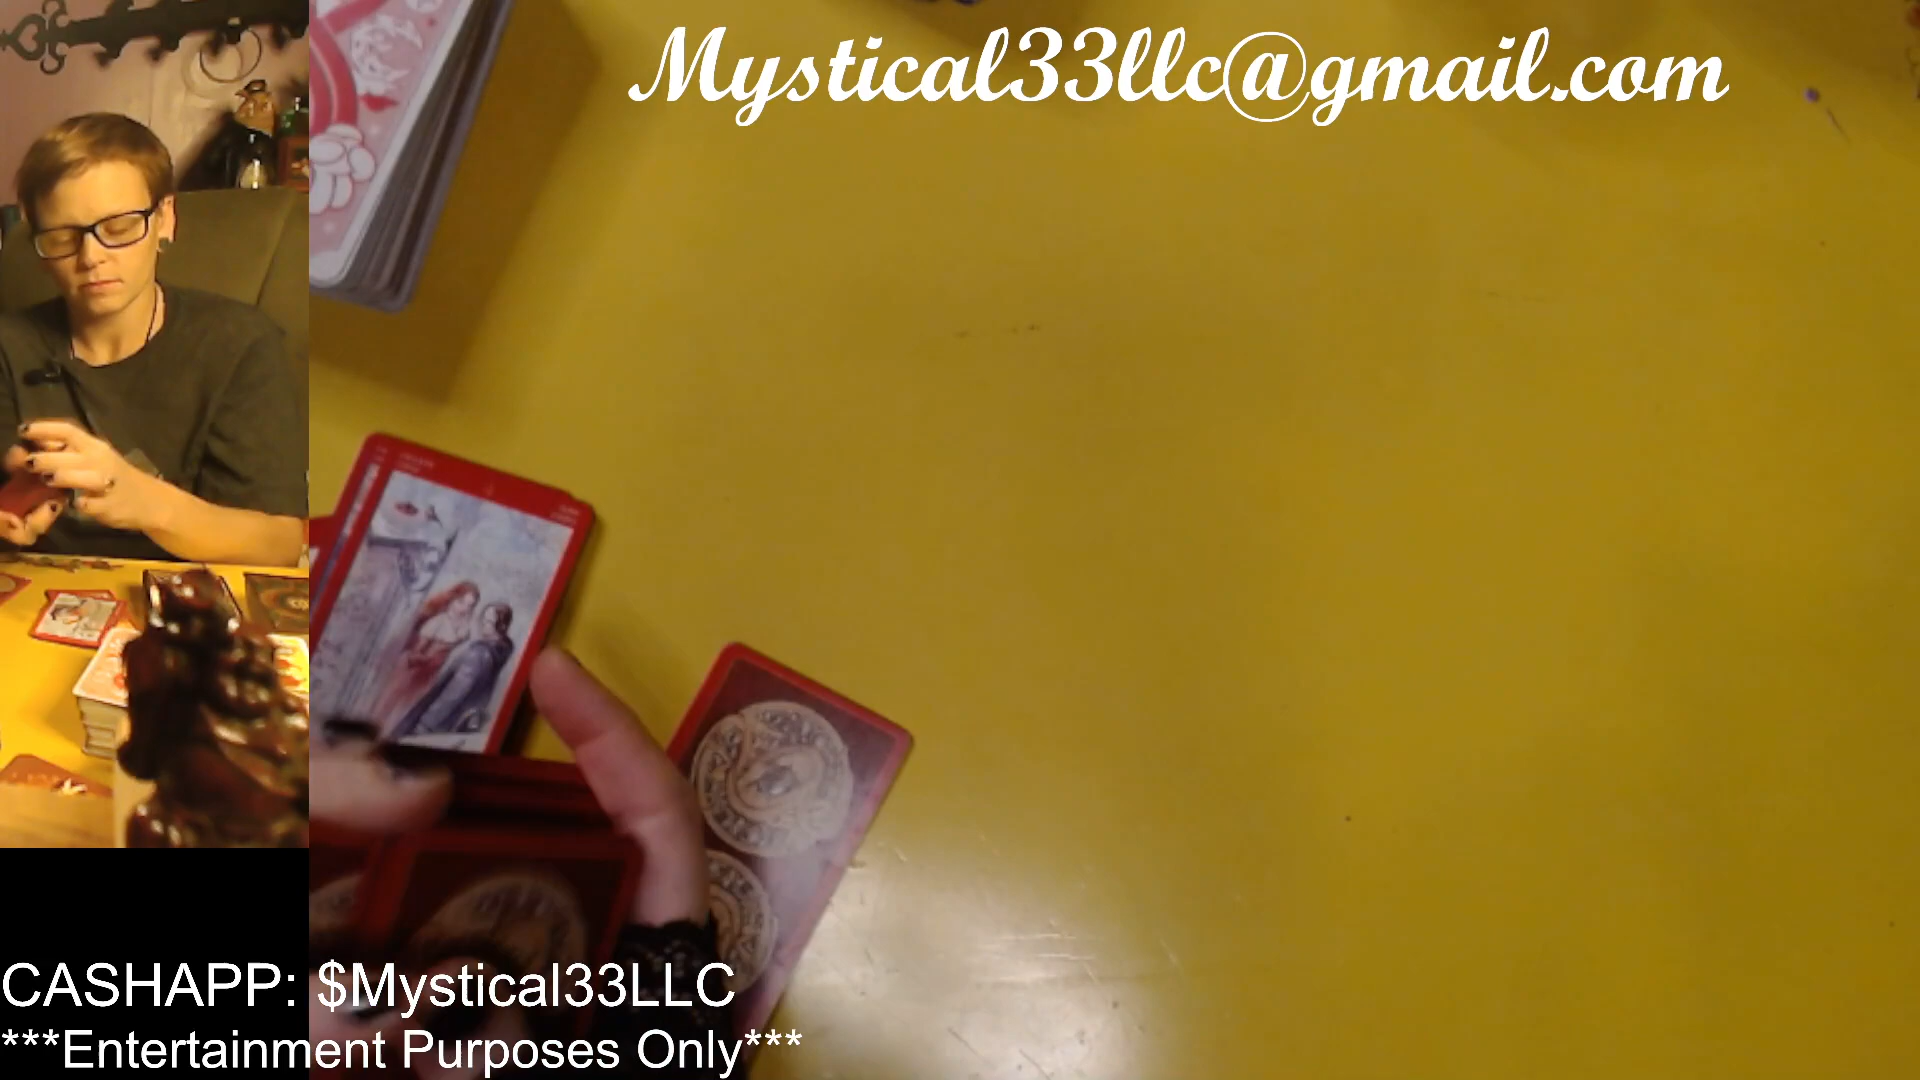 Mystical33llc@gmail.com
CASHAPP: $Mystical33LLC
***Entertainment Purposes Only***